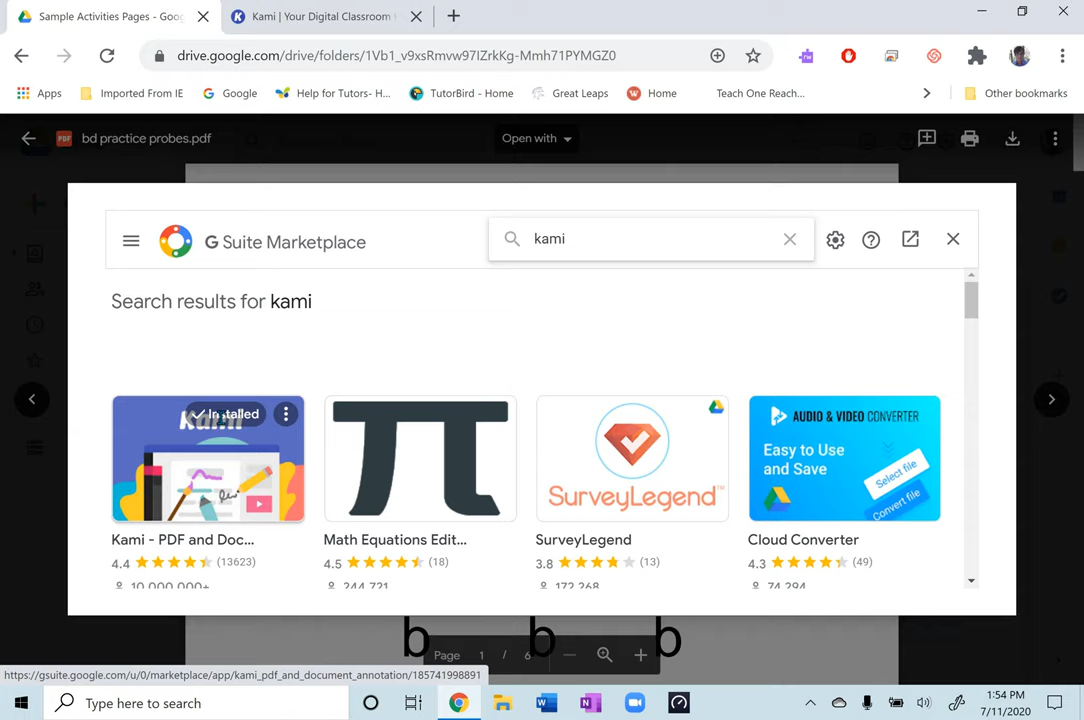 Sample Activities Pages - Goog
Kami | Your Digital Classroom
drive.google.com/drive/folders/1Vb1_v9xsRmvw97lZrkKg-Mmh71PYMGZ0
Apps
Imported From IE
Google
Help for Tutors- H...
TutorBird - Home
Great Leaps
Home
Teach One Reach...
Other bookmarks
PDF
bd practice probes.pdf
Open with
G Suite Marketplace
kami
Search results for kami
Kami
Installed
AUDIO & VIDEO CONVERTER
Easy to Use
and Save
Select file
Convert file
SurveyLegend™
Kami - PDF and Doc...
Math Equations Edit...
SurveyLegend
Cloud Converter
4.4 (13623)
4.5 (18)
3.8 (13)
4.3 (49)
10,000,000+
244,721
172,268
74,294
b b b
Page 1 / 6
https://gsuite.google.com/u/0/marketplace/app/kami_pdf_and_document_annotation/185741998891
Type here to search
1:54 PM
7/11/2020